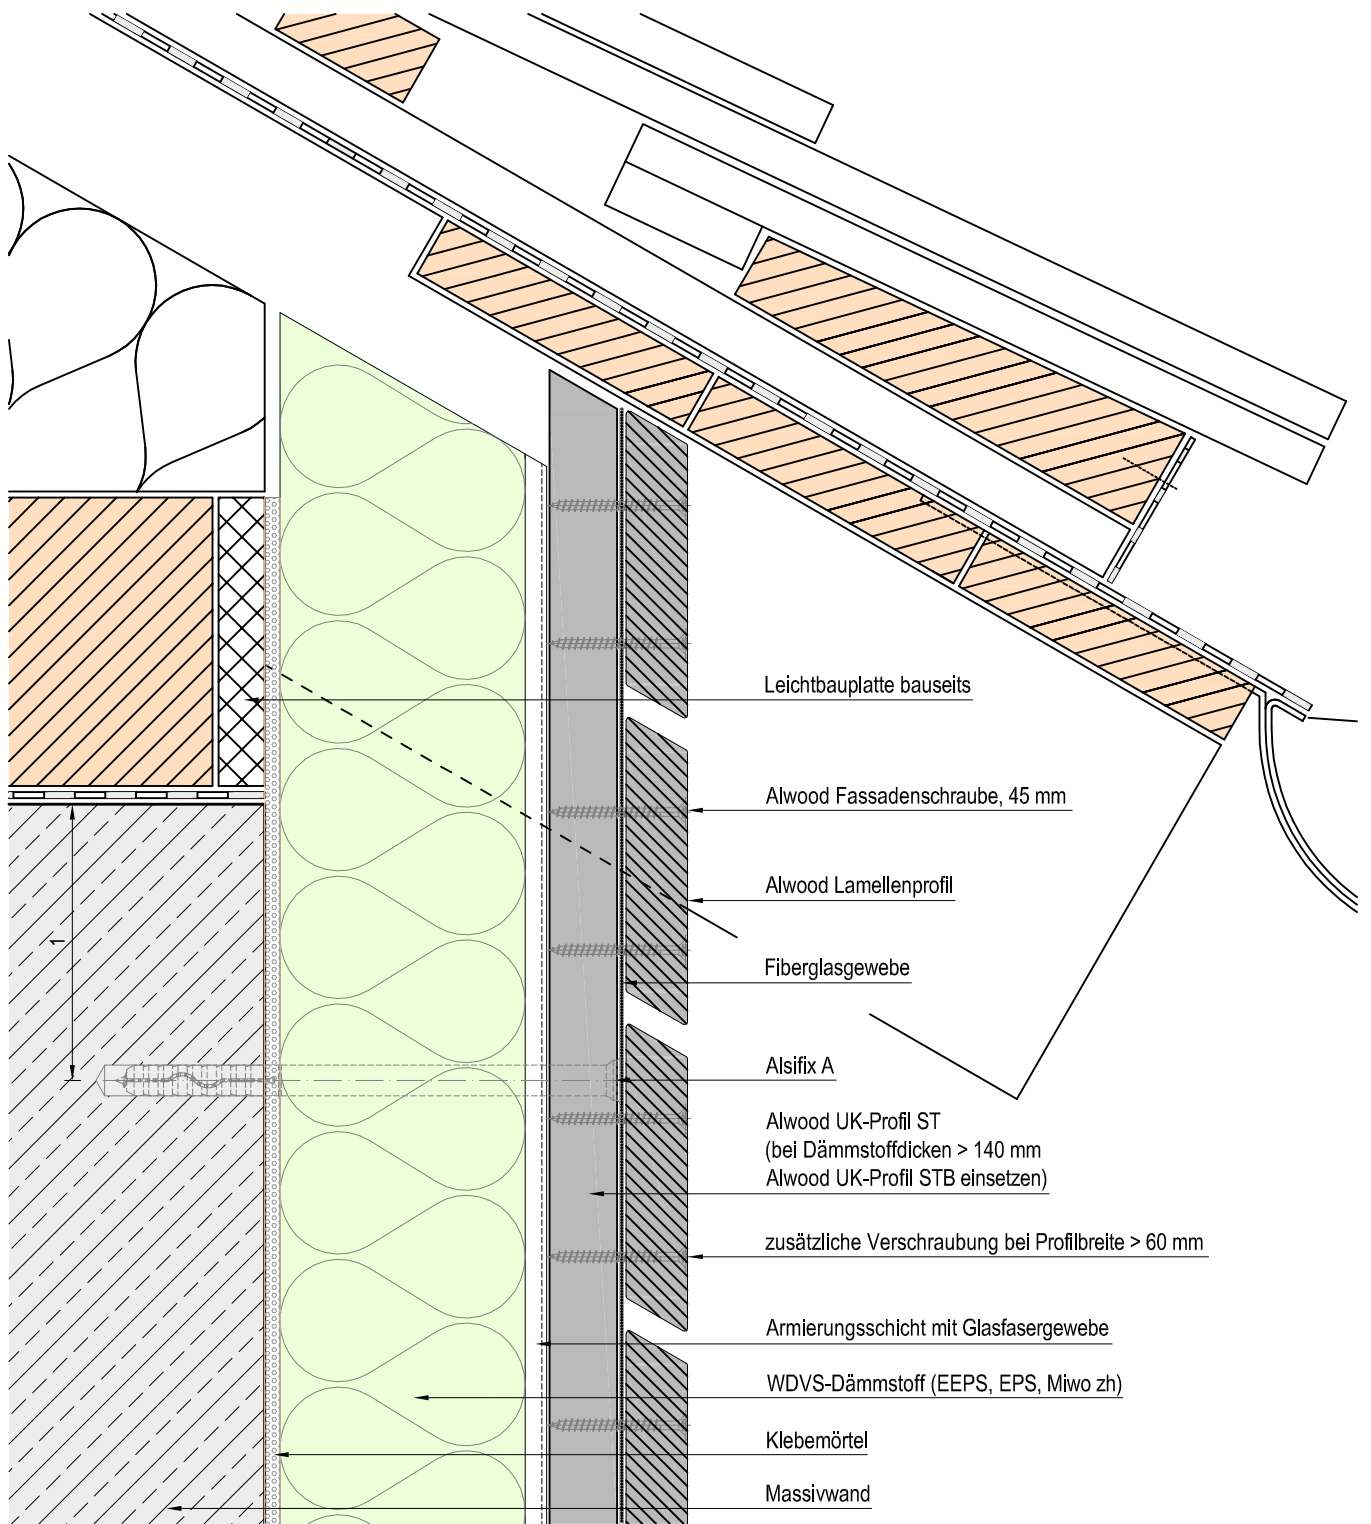 Leichtbauplatte bauseits
Alwood Fassadenschraube, 45 mm
Alwood Lamellenprofil
1
Fiberglasgewebe
Alsifix A
Alwood UK-Profil ST
(bei Dämmstoffdicken > 140 mm
Alwood UK-Profil STB einsetzen)
zusätzliche Verschraubung bei Profilbreite > 60 mm
Armierungsschicht mit Glasfasergewebe
WDVS-Dämmstoff (EEPS, EPS, Miwo zh)
Klebemörtel
Massivwand